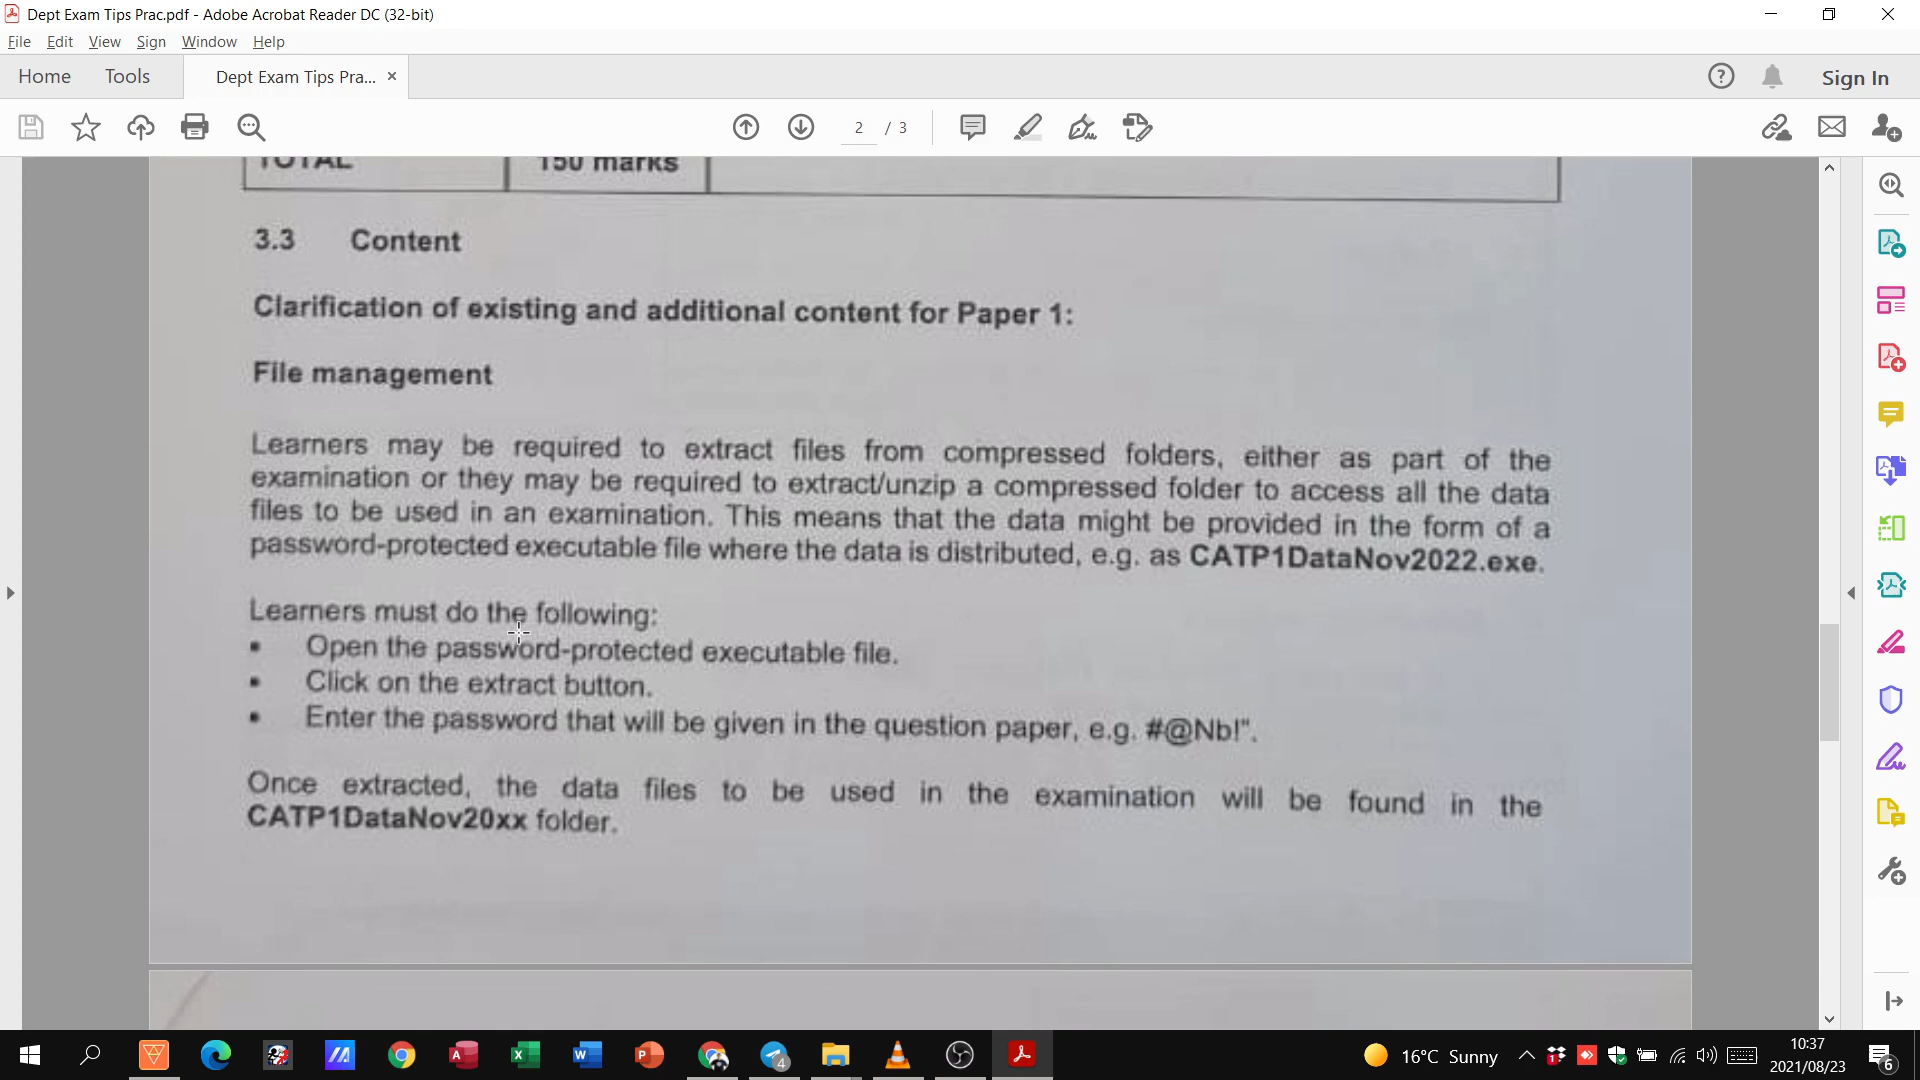 Dept Exam Tips Prac.pdf - Adobe Acrobat Reader DC (32-bit)
File Edit View Sign Window Help
Home Tools Dept Exam Tips Pra... × Sign In
2 / 3
TOTAL 150 marks
3.3 Content
Clarification of existing and additional content for Paper 1:
File management
Learners may be required to extract files from compressed folders, either as part of the
examination or they may be required to extract/unzip a compressed folder to access all the data
files to be used in an examination. This means that the data might be provided in the form of a
password-protected executable file where the data is distributed, e.g. as CATP1DataNov2022.exe.
Learners must do the following:
▪ Open the password-protected executable file.
▪ Click on the extract button.
▪ Enter the password that will be given in the question paper, e.g. #@Nb!".
Once extracted, the data files to be used in the examination will be found in the
CATP1DataNov20xx folder.
16°C Sunny
10:37
2021/08/23
6
4